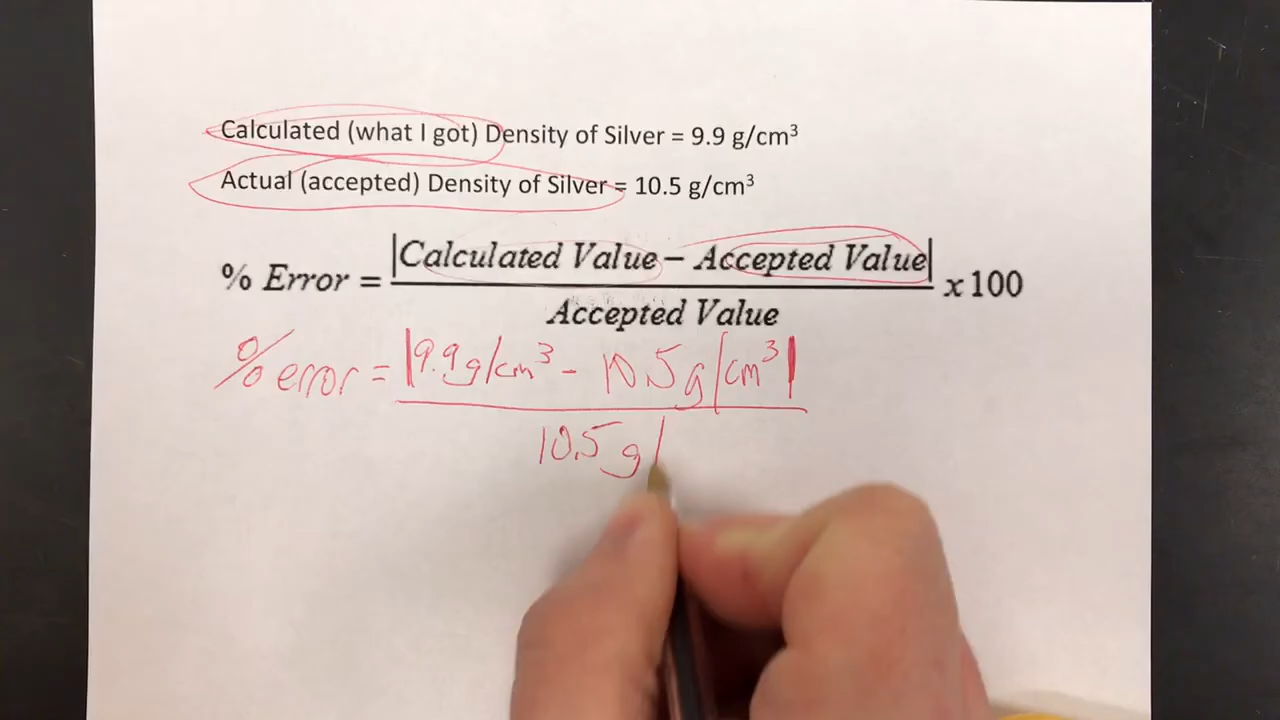 Calculated (what I got) Density of Silver = 9.9 g/cm³
Actual (accepted) Density of Silver = 10.5 g/cm³
|Calculated Value − Accepted Value|
% Error = x 100
Accepted Value
% error = |9.9 g/cm³ - 10.5 g/cm³|
10.5 g/